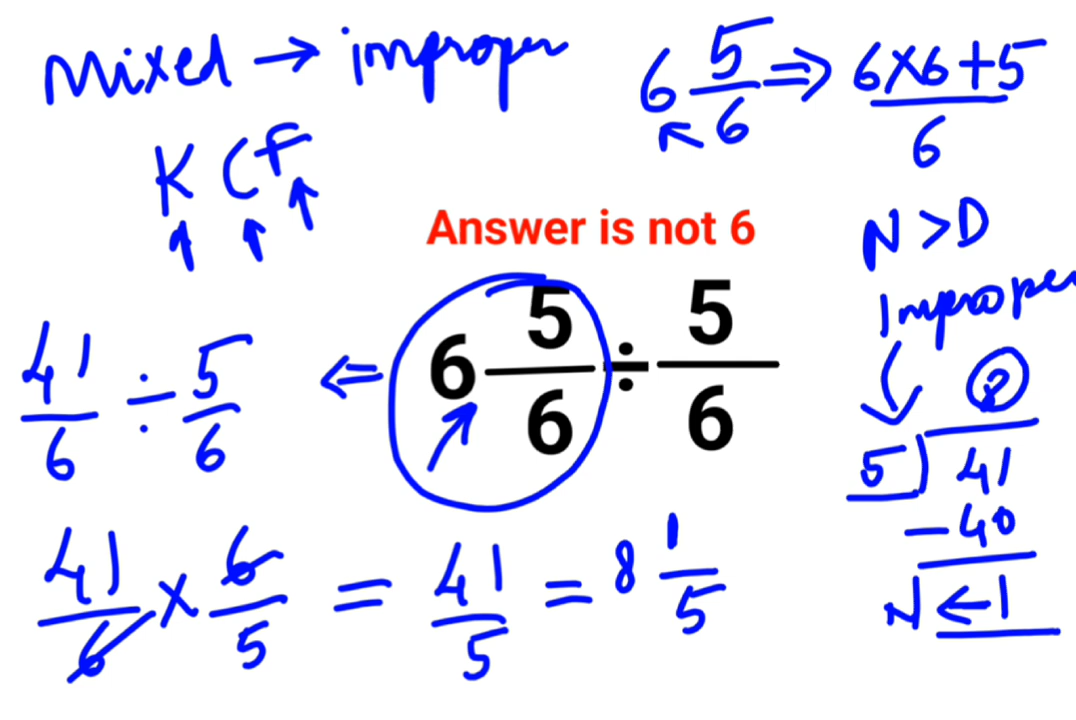 mixed → improper
6 5/6 ⇒ 6×6+5/6
K C F
Answer is not 6
N > D
Improper
6 5/6 ÷ 5/6
41/6 ÷ 5/6 ⇐
8
5)41
-40
N ← 1
41/6 × 6/5 = 41/5 = 8 1/5